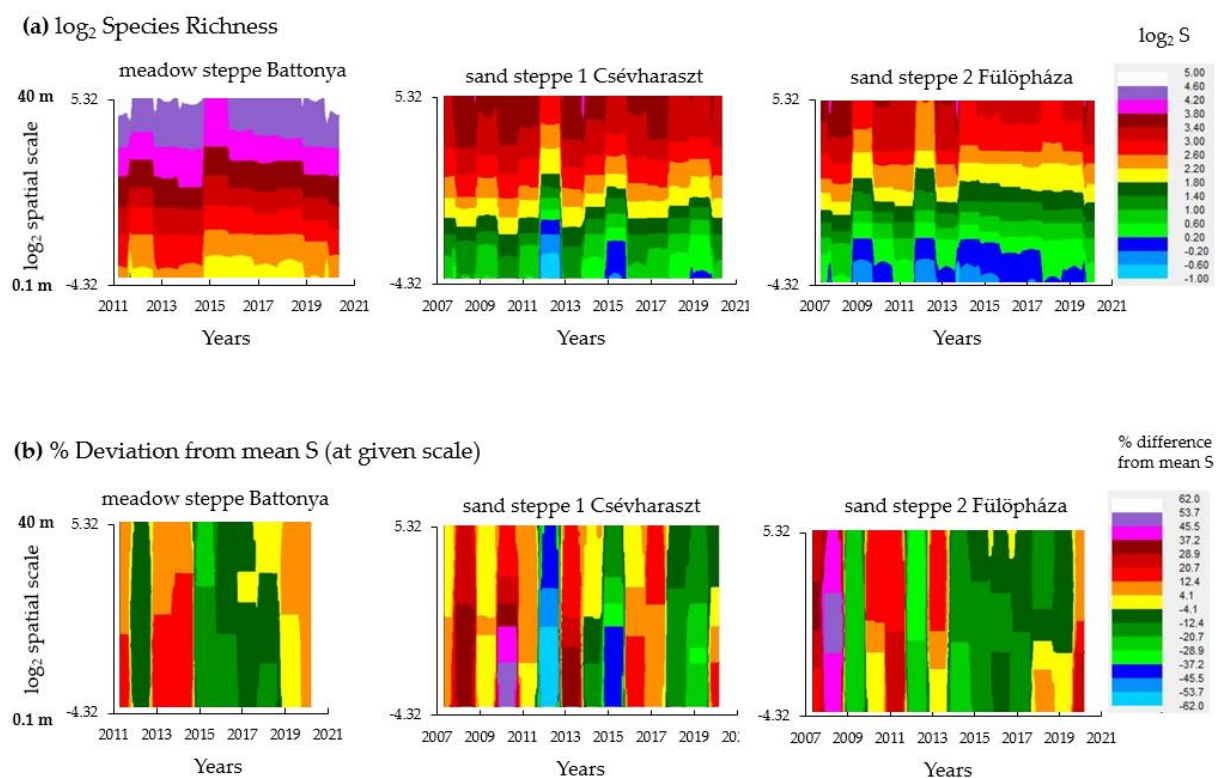 (a) log₂ Species Richness
log₂ S
meadow steppe Battonya
sand steppe 1 Csévharaszt
sand steppe 2 Fülöpháza
40 m
5.32
5.32
5.32
log₂ spatial scale
0.1 m
-4.32
-4.32
-4.32
2011 2013 2015 2017 2019 2021
2007 2009 2011 2013 2015 2017 2019 2021
2007 2009 2011 2013 2015 2017 2019 2021
Years
Years
Years
5.00
4.60
4.20
3.80
3.40
3.00
2.60
2.20
1.80
1.40
1.00
0.60
0.20
-0.20
-0.60
-1.00
(b) % Deviation from mean S (at given scale)
% difference
from mean S
meadow steppe Battonya
sand steppe 1 Csévharaszt
sand steppe 2 Fülöpháza
40 m
5.32
5.32
5.32
log₂ spatial scale
0.1 m
-4.32
-4.32
-4.32
2011 2013 2015 2017 2019 2021
2007 2009 2011 2013 2015 2017 2019 202:
2007 2009 2011 2013 2015 2017 2019 2021
Years
Years
Years
62.0
53.7
45.5
37.2
28.9
20.7
12.4
4.1
-4.1
-12.4
-20.7
-28.9
-37.2
-45.5
-53.7
-62.0